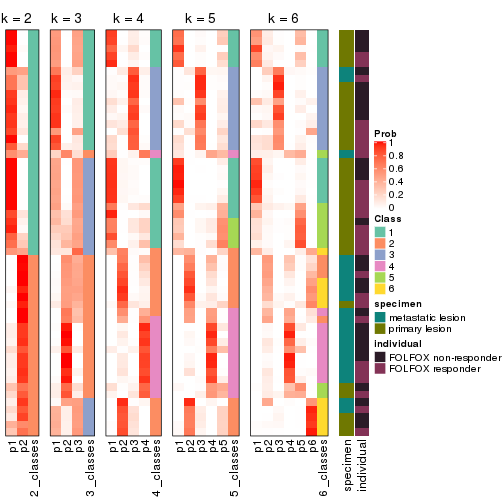 k = 2 k = 3 k = 4 k = 5 k = 6
Prob
1
0.8
0.6
0.4
0.2
0
Class
1
2
3
4
5
6
specimen
metastatic lesion
primary lesion
individual
FOLFOX non-responder
FOLFOX responder
p1 p2 2_classes p1 p2 p3 3_classes p1 p2 p3 p4 4_classes p1 p2 p3 p4 p5 5_classes p1 p2 p3 p4 p5 p6 6_classes specimen individual